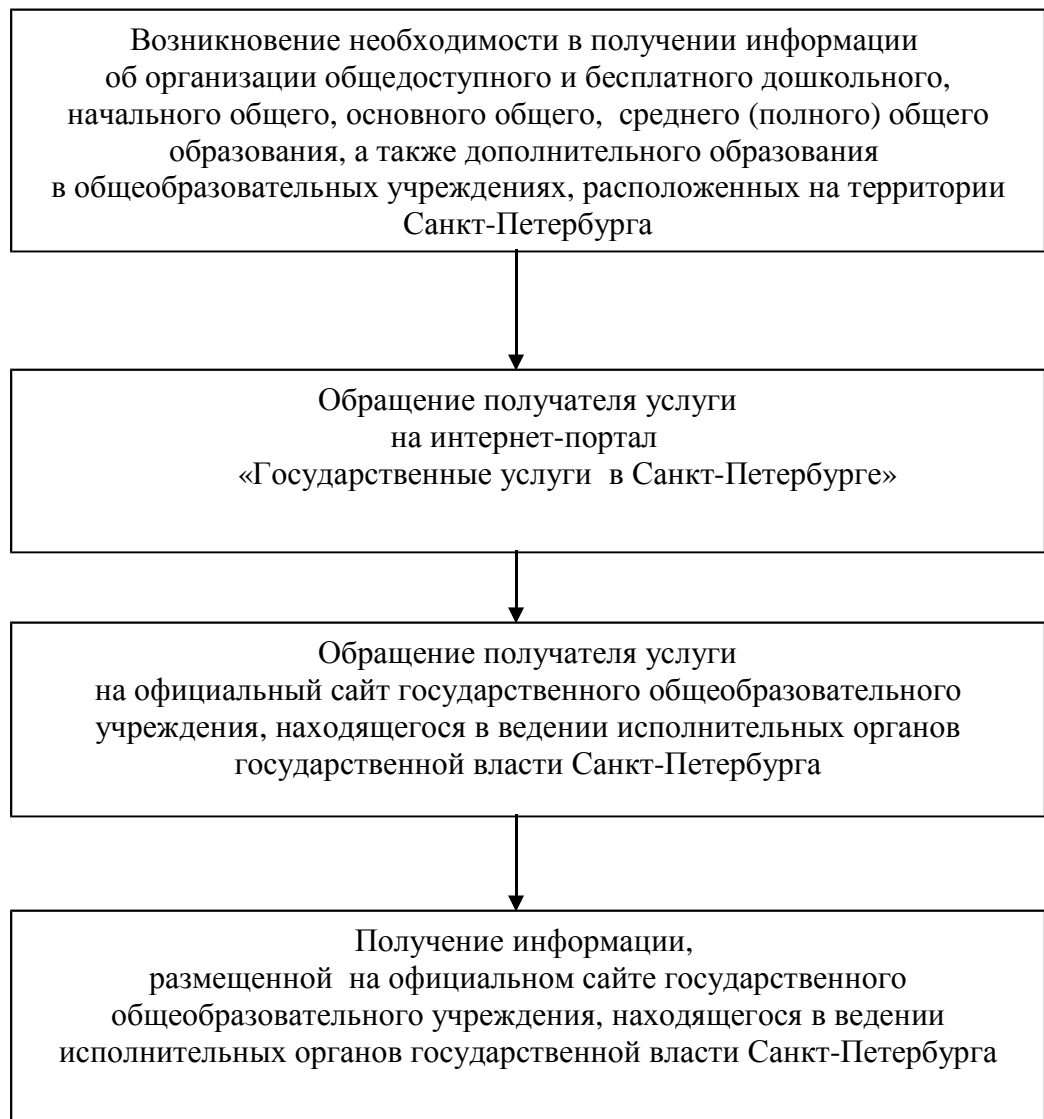 Возникновение необходимости в получении информации
об организации общедоступного и бесплатного дошкольного,
начального общего, основного общего, среднего (полного) общего
образования, а также дополнительного образования
в общеобразовательных учреждениях, расположенных на территории
Санкт-Петербурга
Обращение получателя услуги
на интернет-портал
«Государственные услуги в Санкт-Петербурге»
Обращение получателя услуги
на официальный сайт государственного общеобразовательного
учреждения, находящегося в ведении исполнительных органов
государственной власти Санкт-Петербурга
Получение информации,
размещенной на официальном сайте государственного
общеобразовательного учреждения, находящегося в ведении
исполнительных органов государственной власти Санкт-Петербурга